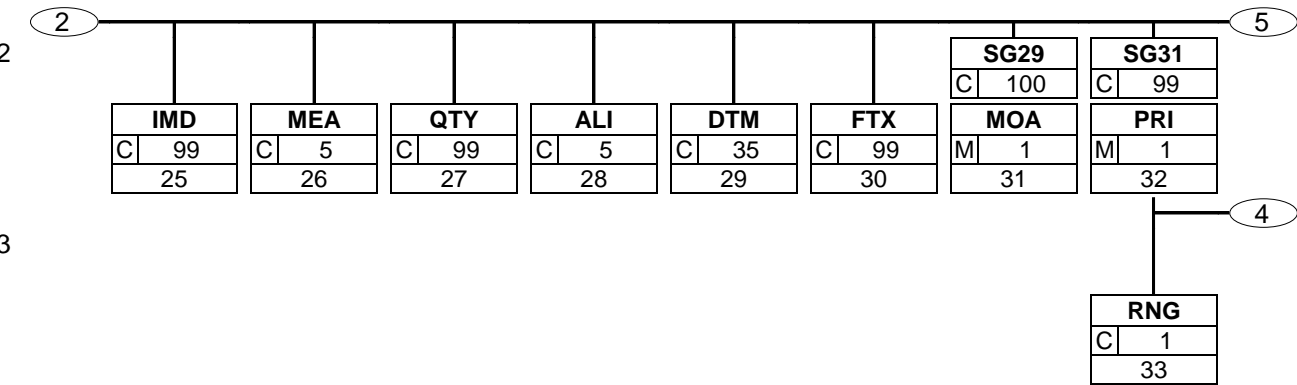 2 5
2
SG29 SG31
C 100 C 99
IMD MEA QTY ALI DTM FTX MOA PRI
C 99 C 5 C 99 C 5 C 35 C 99 M 1 M 1
25 26 27 28 29 30 31 32
4
3
RNG
C 1
33